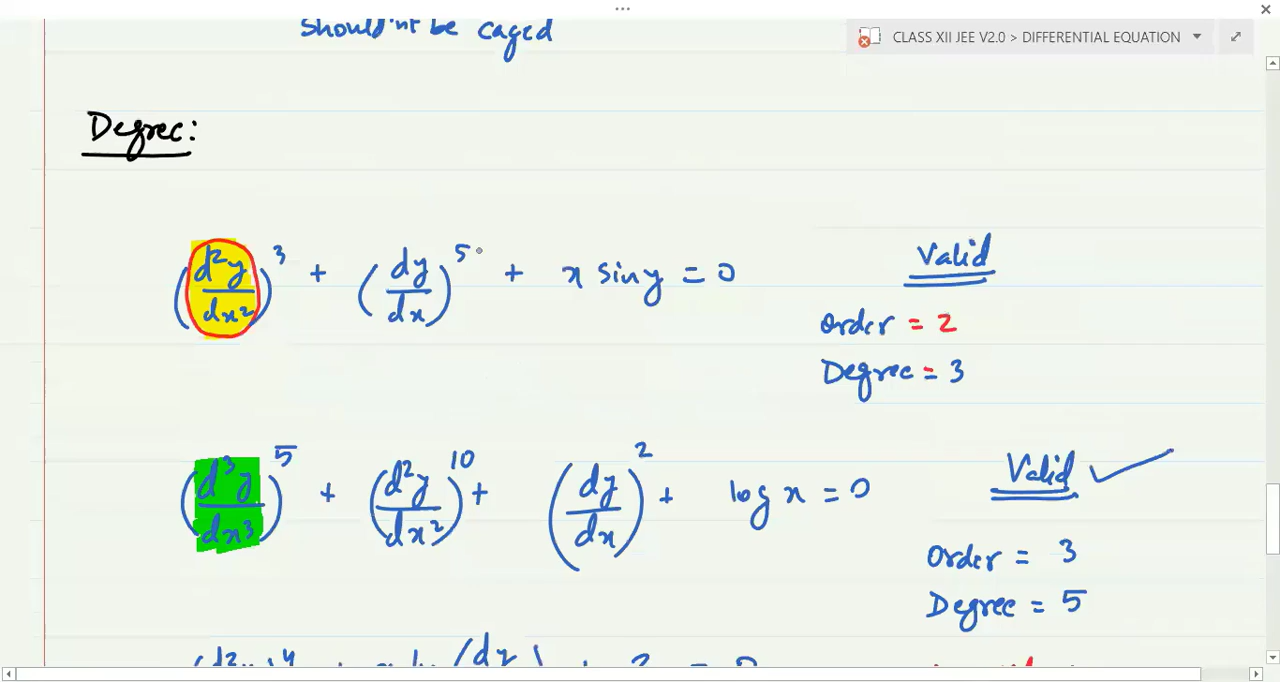 Should'nt be caged
CLASS XII JEE V2.0 > DIFFERENTIAL EQUATION
Degree:
(d²y/dx²)³ + (dy/dx)⁵ + x sin y = 0
Valid
Order = 2
Degree = 3
(d³y/dx³)⁵ + (d²y/dx²)¹⁰ + (dy/dx)² + log x = 0
Valid ✓
Order = 3
Degree = 5